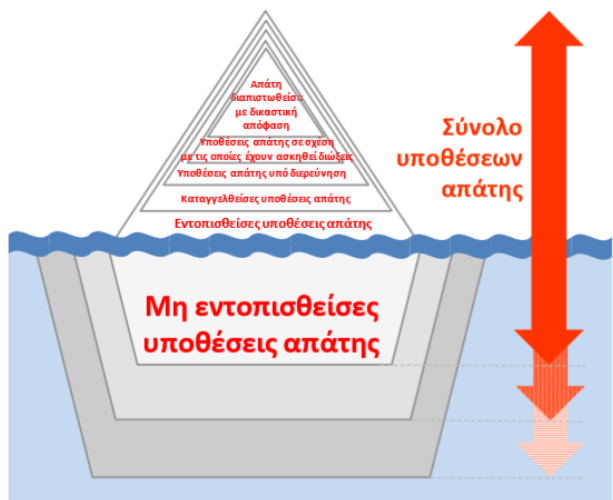 Απάτη
διαπιστωθείσα
με δικαστική
απόφαση
Υποθέσεις απάτης σε σχέση
με τις οποίες έχουν ασκηθεί διώξεις
Υποθέσεις απάτης υπό διερεύνηση
Καταγγελθείσες υποθέσεις απάτης
Εντοπισθείσες υποθέσεις απάτης
Μη εντοπισθείσες
υποθέσεις απάτης
Σύνολο
υποθέσεων
απάτης